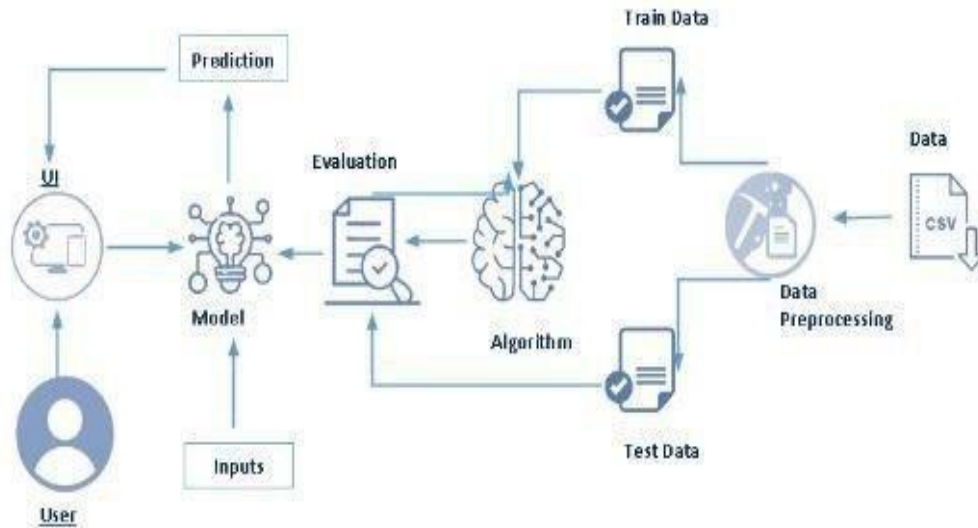 Train Data
Prediction
Data
Evaluation
UI
CSV
Model
Data
Preprocessing
Algorithm
Inputs
Test Data
User